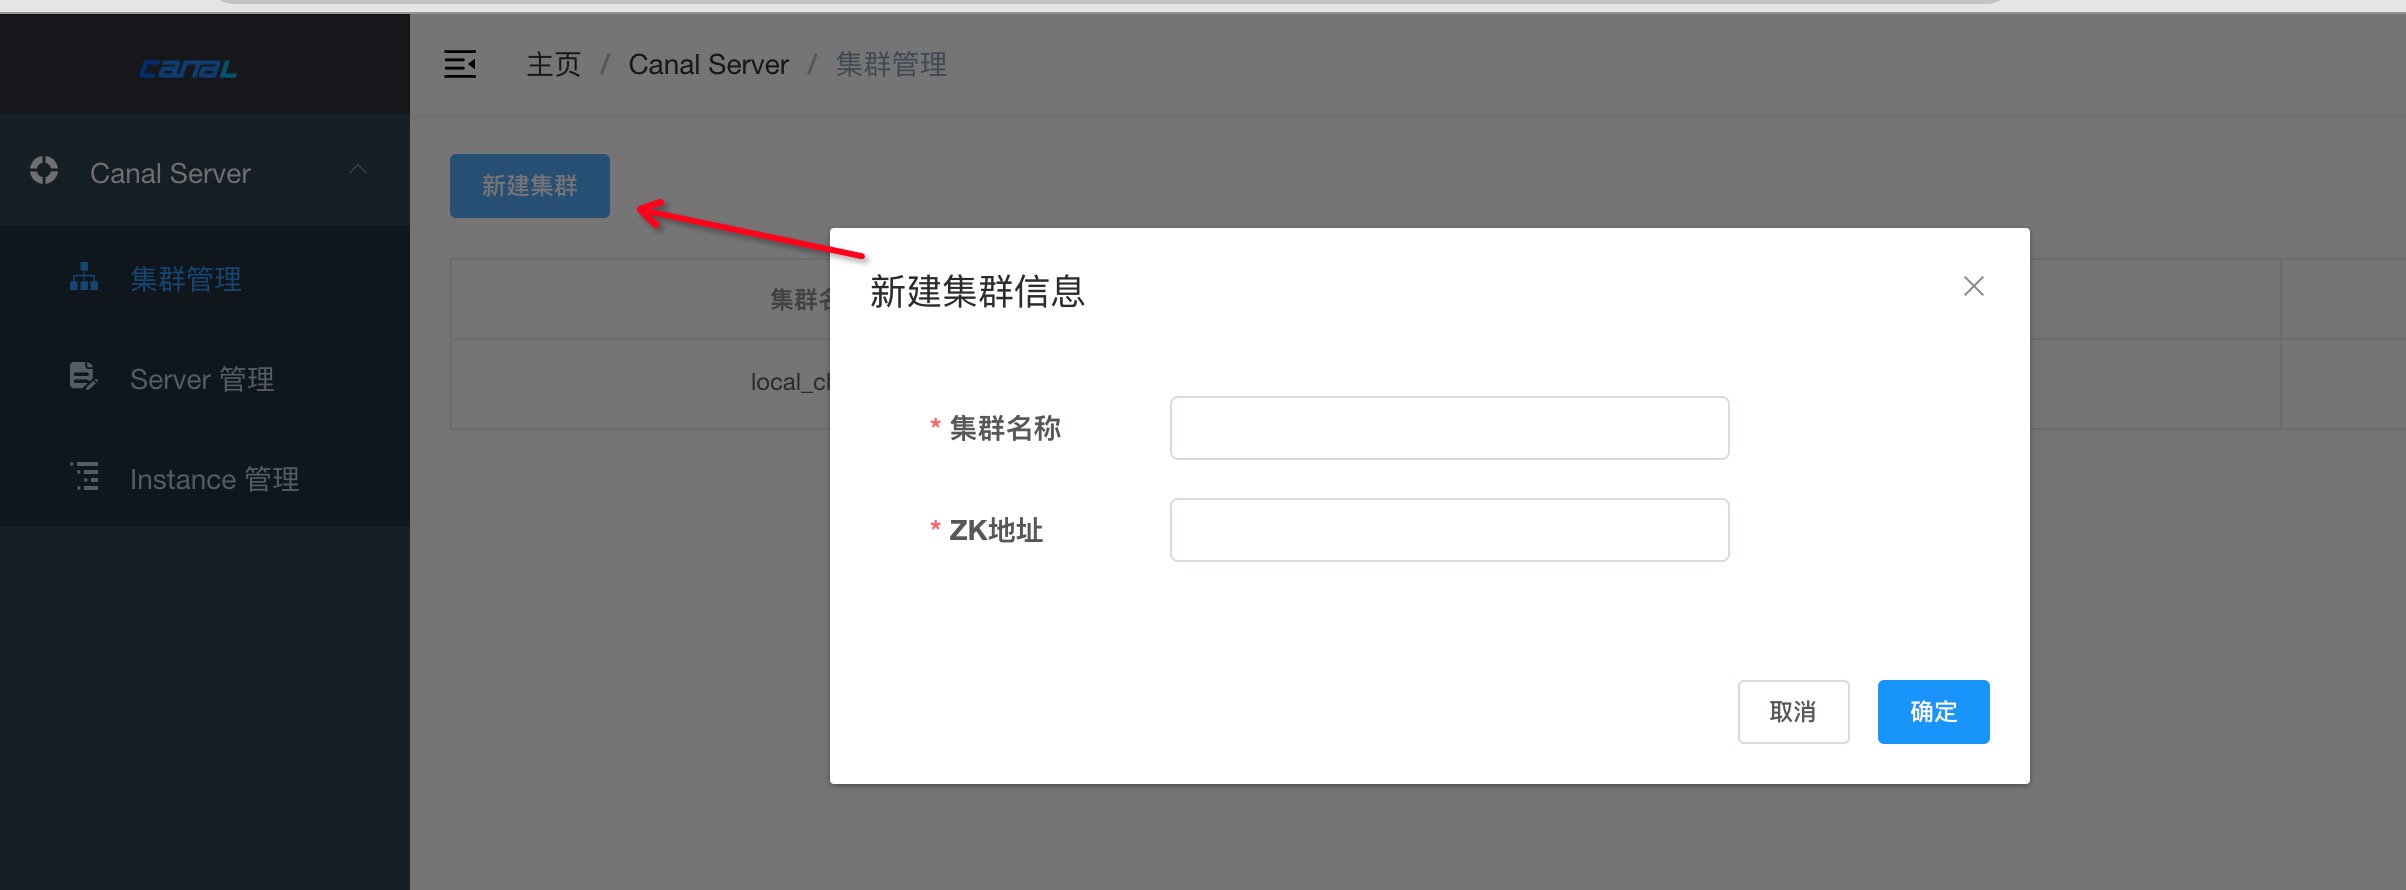 canal
主页 / Canal Server / 集群管理
Canal Server
集群管理
Server 管理
Instance 管理
新建集群
集群名
local_cl
新建集群信息
* 集群名称
* ZK地址
取消
确定